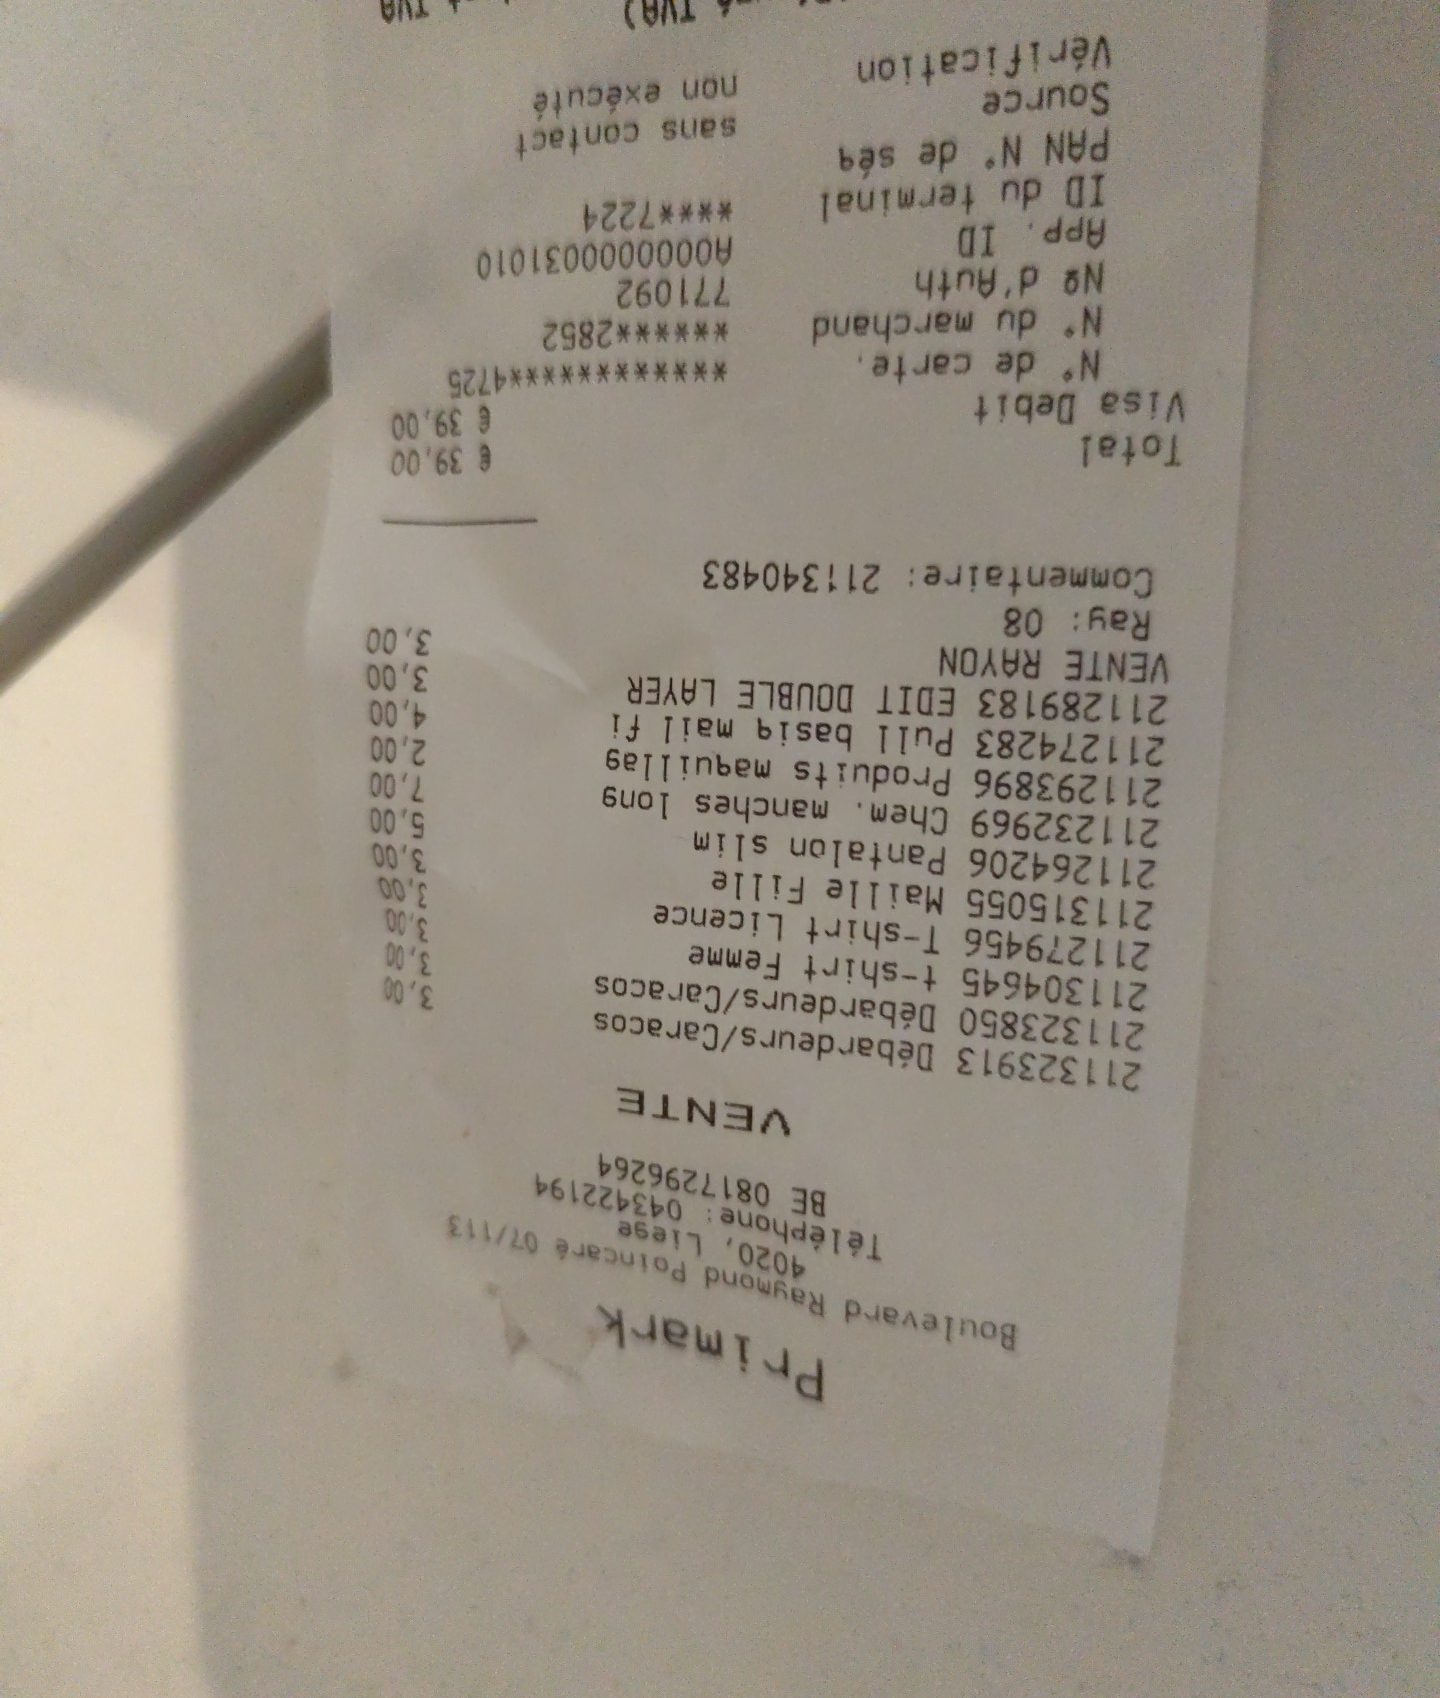 Primark
Boulevard Raymond Poincaré 07/113
4020, Liege
Téléphone: 043422194
BE 0817296264
VENTE
211323913 Débardeurs/Caracos 3,00
211323850 Débardeurs/Caracos 3,00
211304645 t-shirt Femme 3,00
211279456 T-shirt Licence 3,00
211315055 Maille Fille 3,00
211264206 Pantalon slim 5,00
211232969 Chem. manches long 7,00
211293896 Produits maquillag 2,00
211274283 Pull basiq mail fi 4,00
211289183 EDIT DOUBLE LAYER 3,00
VENTE RAYON 3,00
Ray: 08
Commentaire: 211340483
Total € 39,00
Visa Debit € 39,00
N° de carte. ************4725
N° du marchand *******2852
Nº d'Auth 771092
App. ID A0000000031010
ID du terminal ****7224
PAN N° de séq
Source sans contact
Vérification non exécuté
TVA) TVA